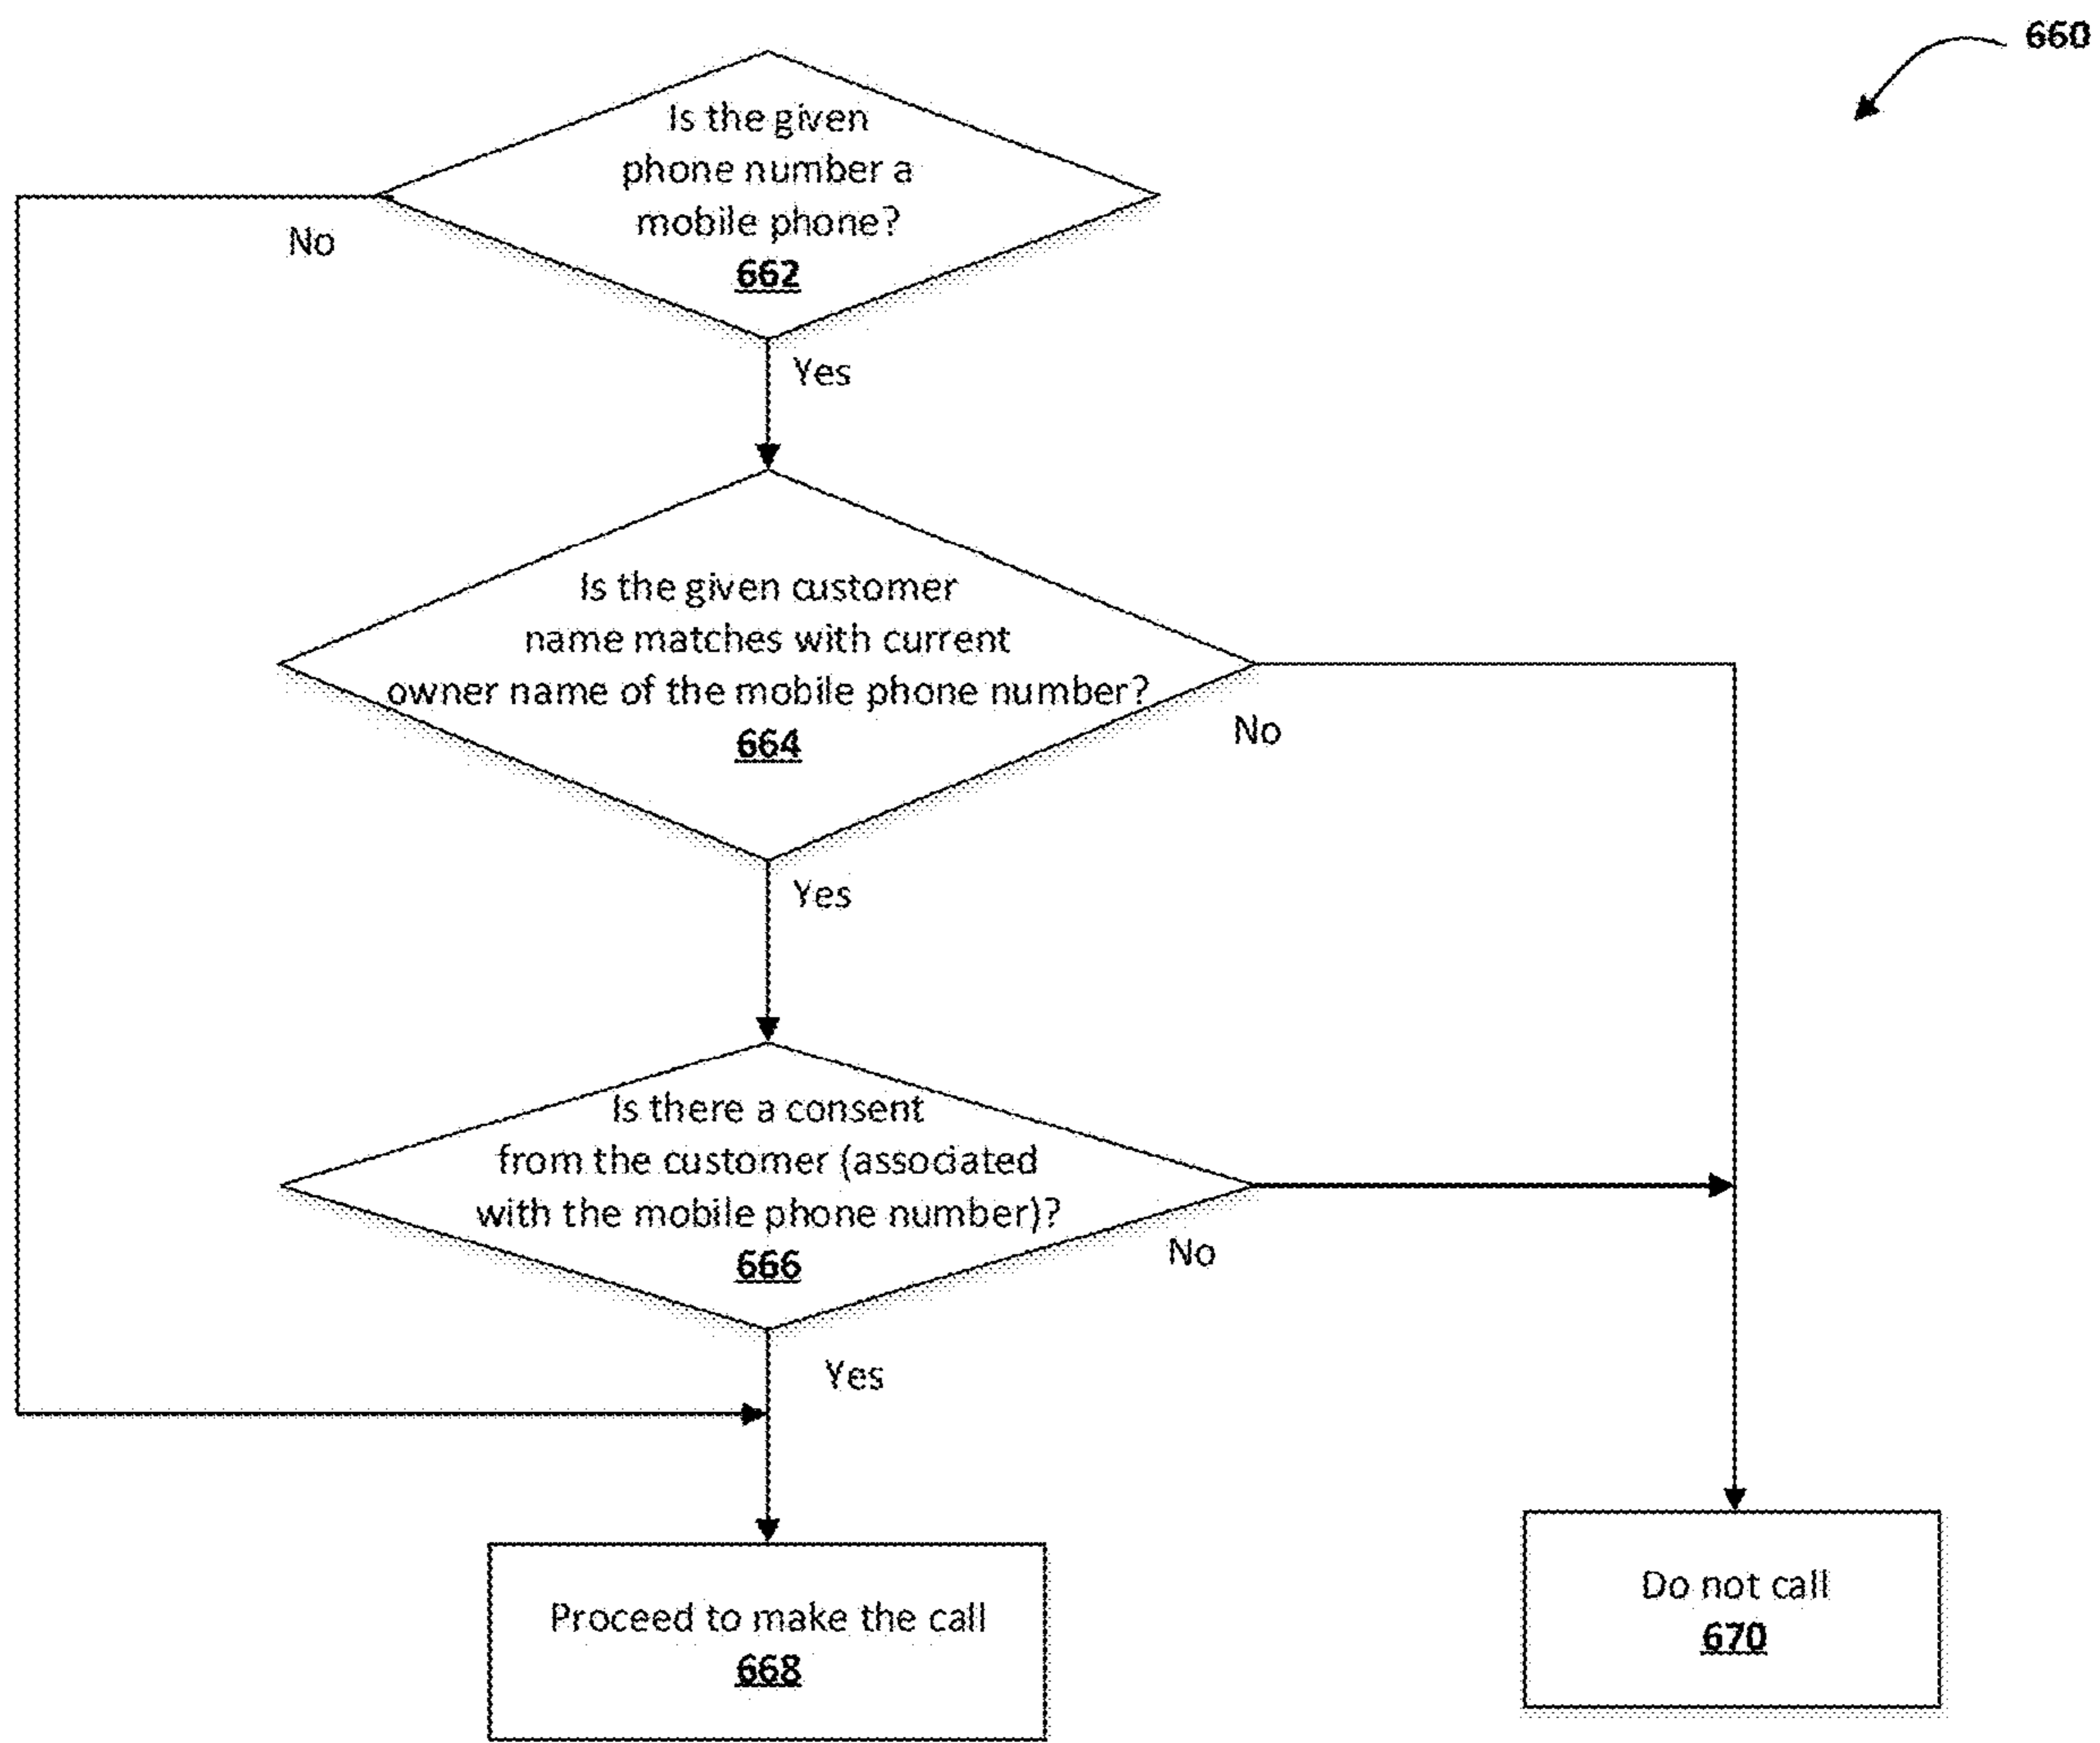 660
Is the given
phone number a
mobile phone?
662
No
Yes
Is the given customer
name matches with current
owner name of the mobile phone number?
664
No
Yes
Is there a consent
from the customer (associated
with the mobile phone number)?
666
No
Yes
Proceed to make the call
668
Do not call
670